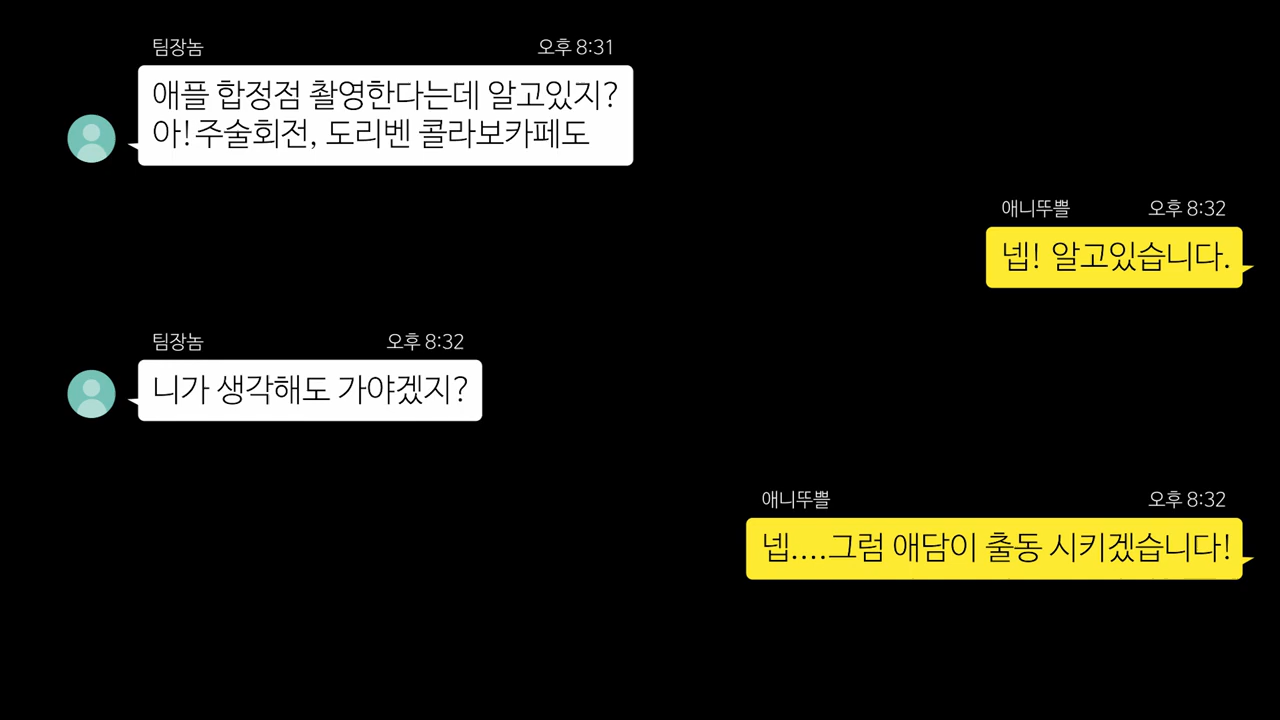 팀장놈 오후 8:31
애플 합정점 촬영한다는데 알고있지?
아! 주술회전, 도리벤 콜라보카페도
애니뚜쁠 오후 8:32
넵! 알고있습니다.
팀장놈 오후 8:32
니가 생각해도 가야겠지?
애니뚜쁠 오후 8:32
넵....그럼 애담이 출동 시키겠습니다!